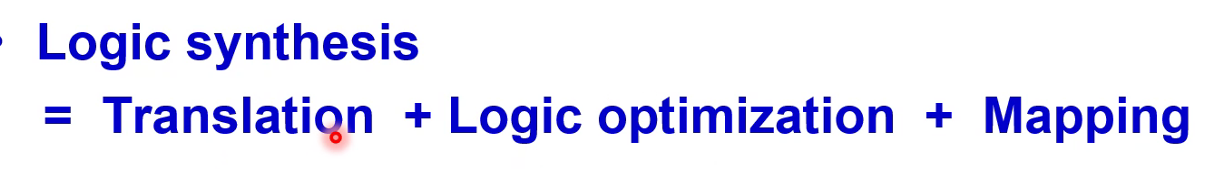 • Logic synthesis
= Translation + Logic optimization + Mapping